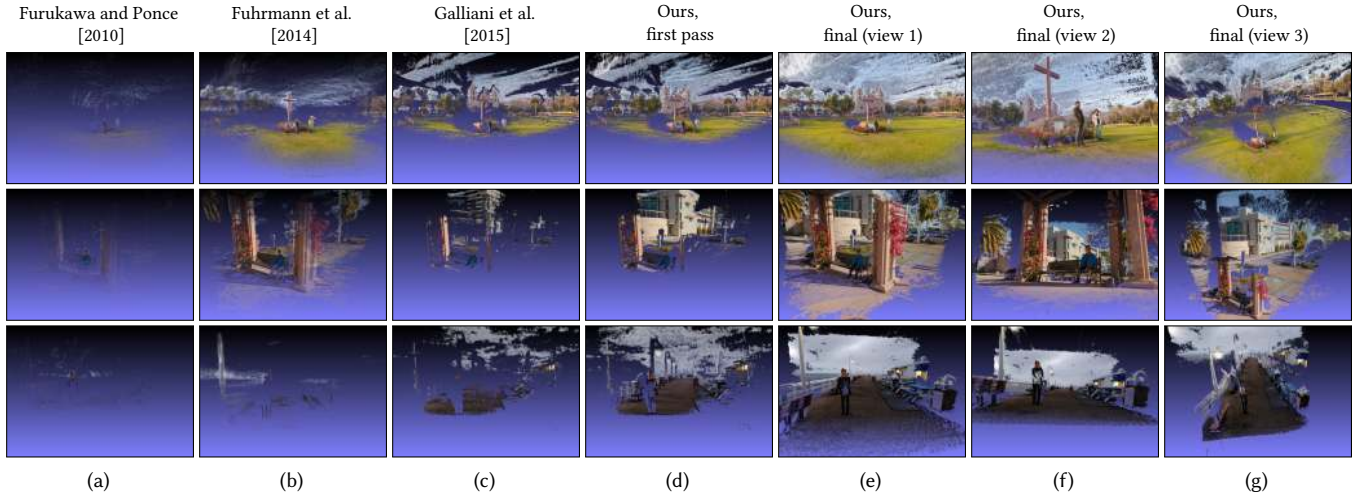 Furukawa and Ponce
[2010]
Fuhrmann et al.
[2014]
Galliani et al.
[2015]
Ours,
first pass
Ours,
final (view 1)
Ours,
final (view 2)
Ours,
final (view 3)
(a)
(b)
(c)
(d)
(e)
(f)
(g)